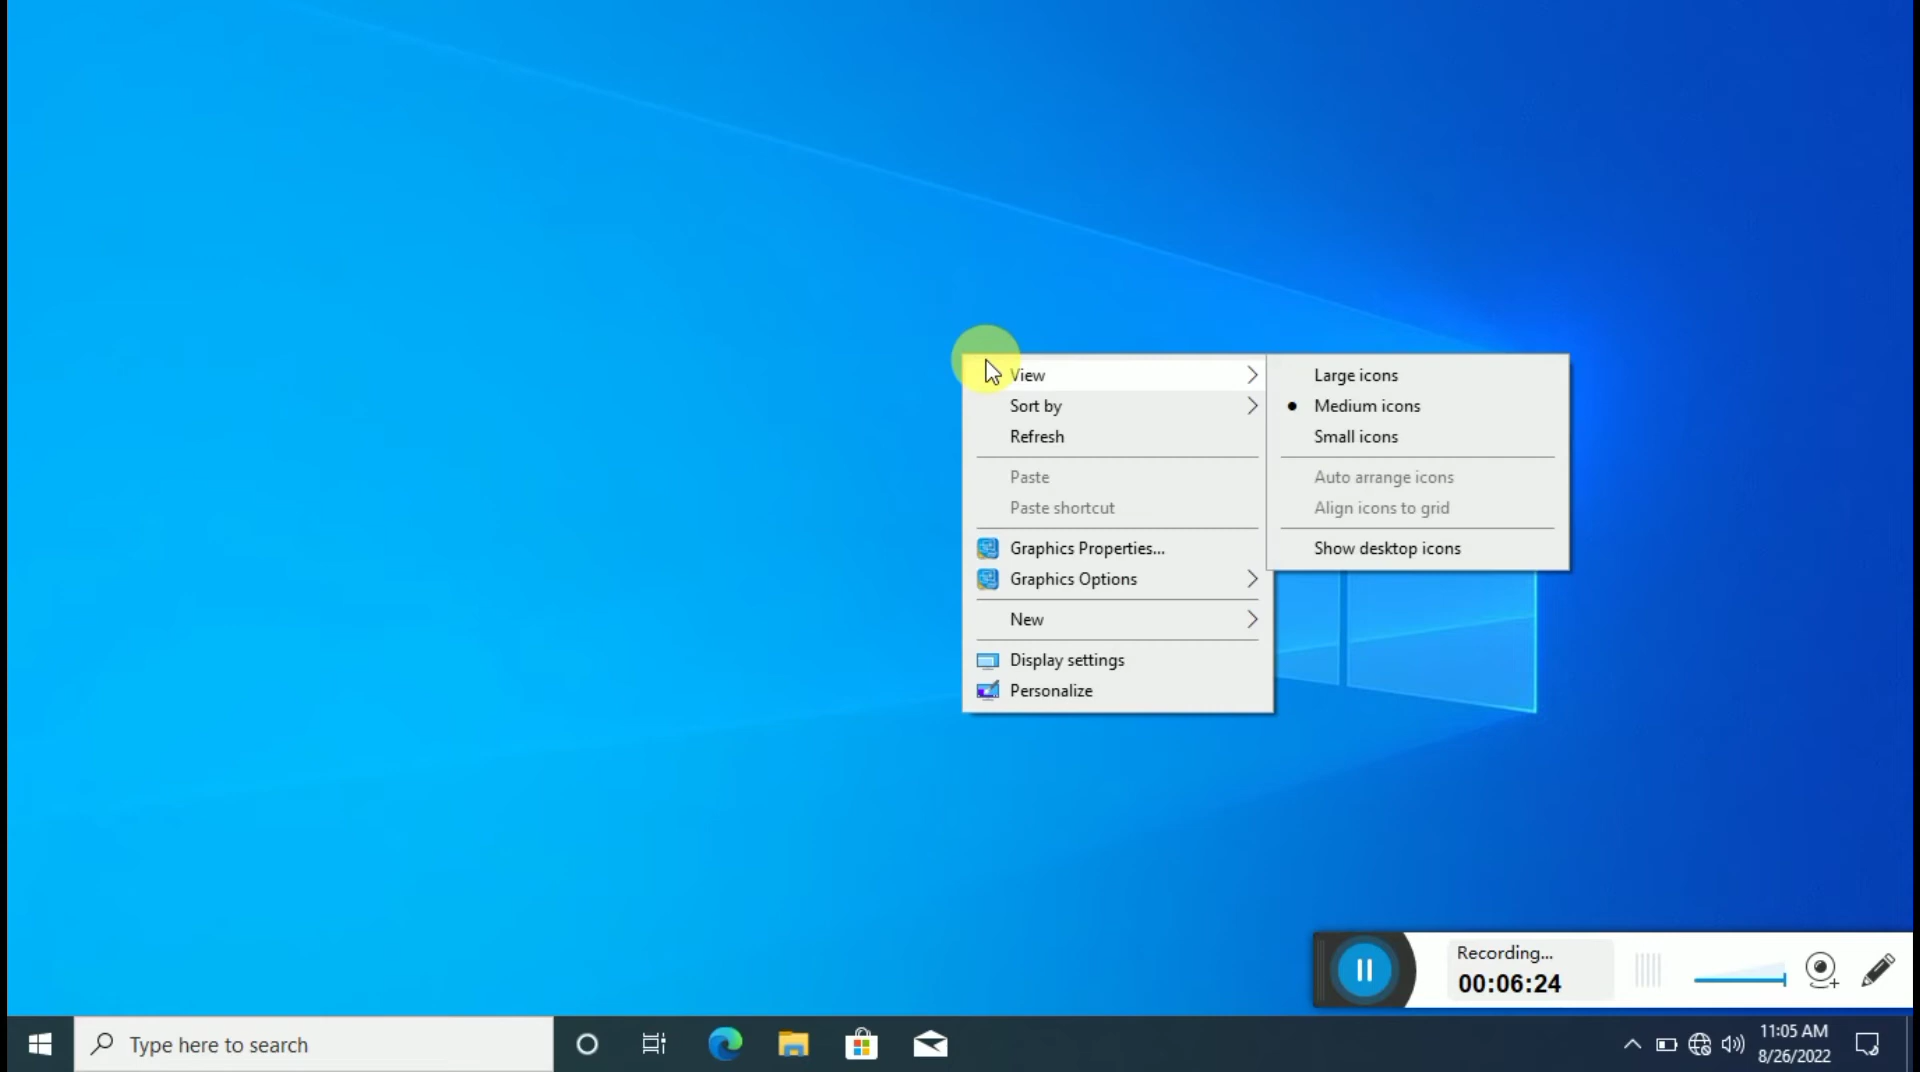 View
Sort by
Refresh
Paste
Paste shortcut
Graphics Properties...
Graphics Options
New
Display settings
Personalize
Large icons
Medium icons
Small icons
Auto arrange icons
Align icons to grid
Show desktop icons
Recording...
00:06:24
Type here to search
11:05 AM
8/26/2022